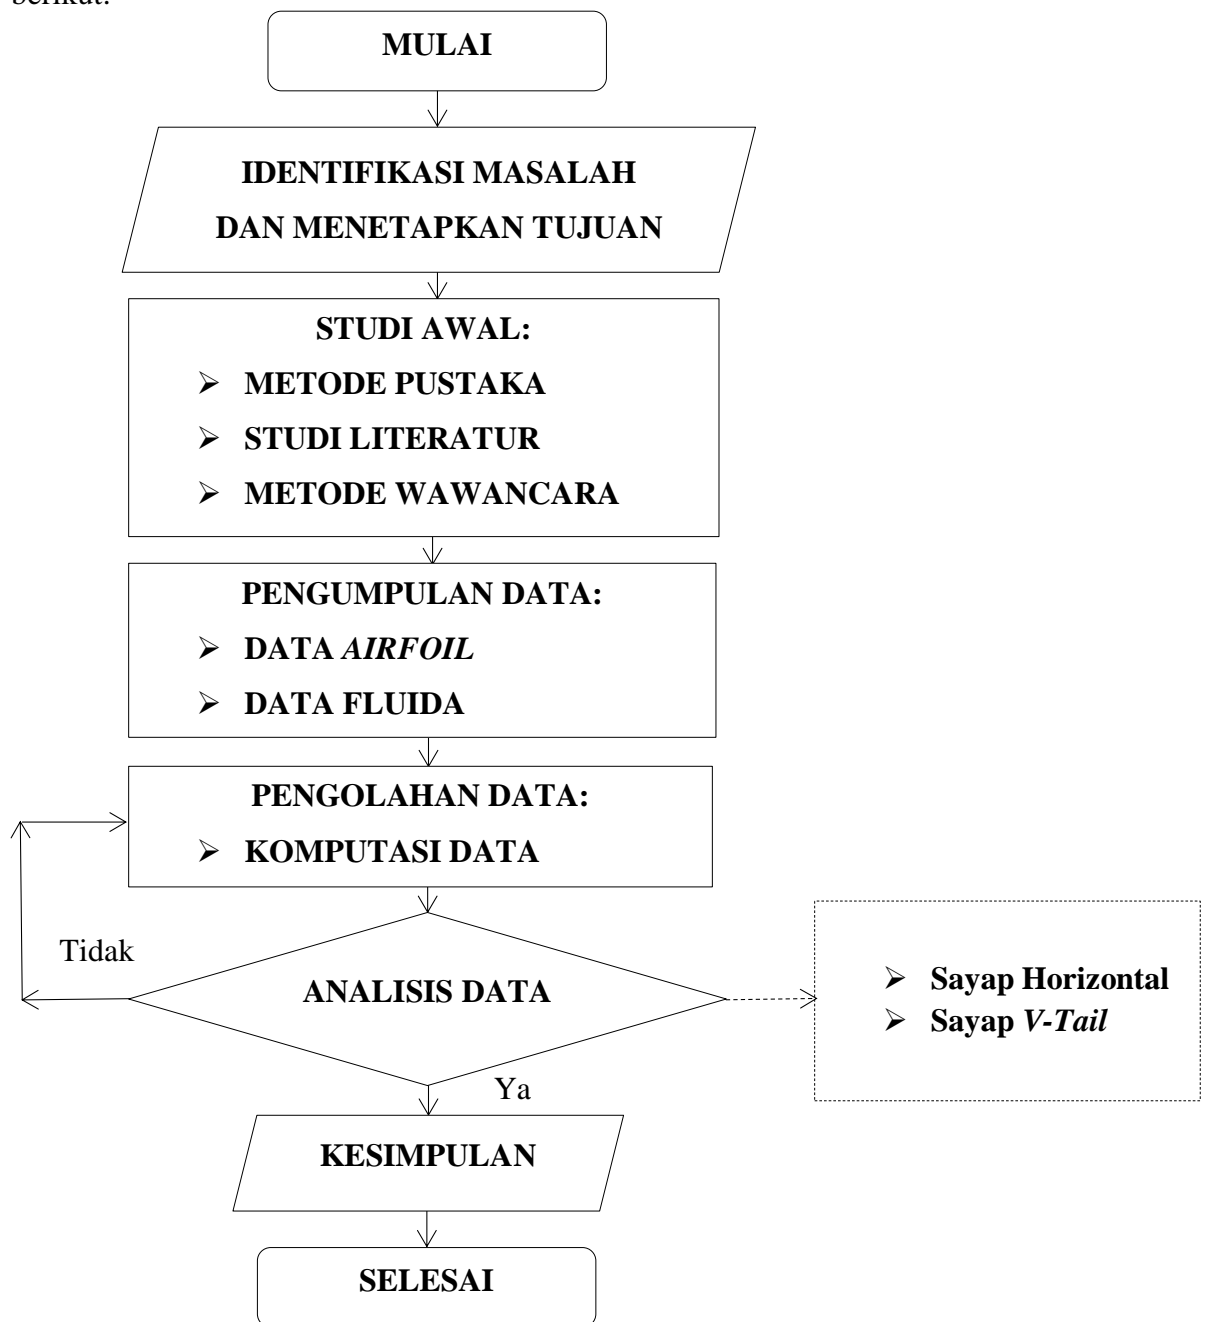 berikut:
MULAI
IDENTIFIKASI MASALAH
DAN MENETAPKAN TUJUAN
STUDI AWAL:
➢ METODE PUSTAKA
➢ STUDI LITERATUR
➢ METODE WAWANCARA
PENGUMPULAN DATA:
➢ DATA AIRFOIL
➢ DATA FLUIDA
PENGOLAHAN DATA:
➢ KOMPUTASI DATA
Tidak
ANALISIS DATA
➢ Sayap Horizontal
➢ Sayap V-Tail
Ya
KESIMPULAN
SELESAI